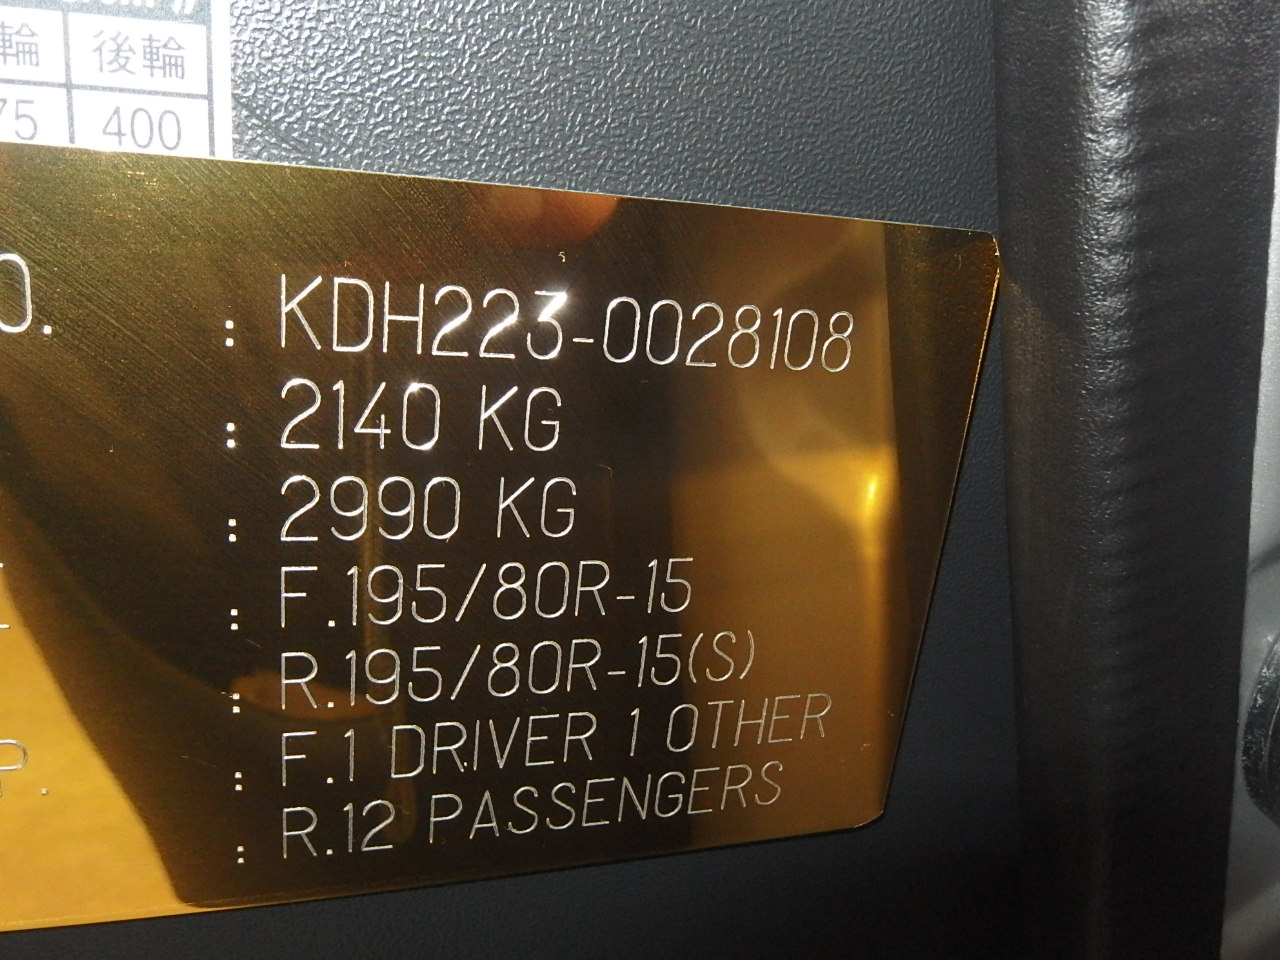 輪 後輪
75 400
O. : KDH223-0028108
: 2140 KG
: 2990 KG
: F.195/80R-15
: R.195/80R-15(S)
: F.1 DRIVER 1 OTHER
P. : R.12 PASSENGERS